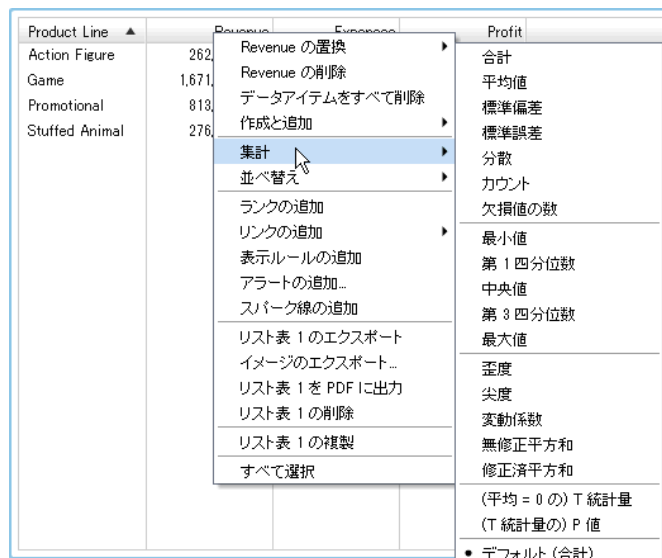 Product Line ▲ Revenue Expenses Profit
Action Figure 262,
Game 1,671,
Promotional 813,
Stuffed Animal 276,
Revenue の置換
Revenue の削除
データアイテムをすべて削除
作成と追加
集計
並べ替え
ランクの追加
リンクの追加
表示ルールの追加
アラートの追加...
スパーク線の追加
リスト表 1 のエクスポート
イメージのエクスポート...
リスト表 1 を PDF に出力
リスト表 1 の削除
リスト表 1 の複製
すべて選択
合計
平均値
標準偏差
標準誤差
分散
カウント
欠損値の数
最小値
第 1 四分位数
中央値
第 3 四分位数
最大値
歪度
尖度
変動係数
無修正平方和
修正済平方和
(平均 = 0 の) T 統計量
(T 統計量の) P 値
● デフォルト (合計)